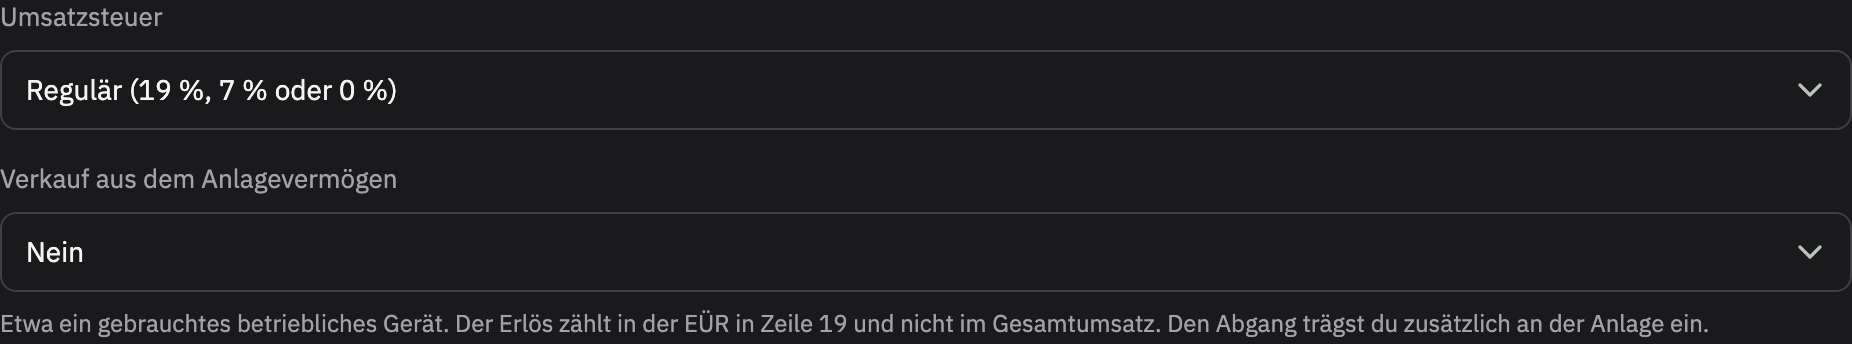 Umsatzsteuer
Regulär (19 %, 7 % oder 0 %)
Verkauf aus dem Anlagevermögen
Nein
Etwa ein gebrauchtes betriebliches Gerät. Der Erlös zählt in der EÜR in Zeile 19 und nicht im Gesamtumsatz. Den Abgang trägst du zusätzlich an der Anlage ein.